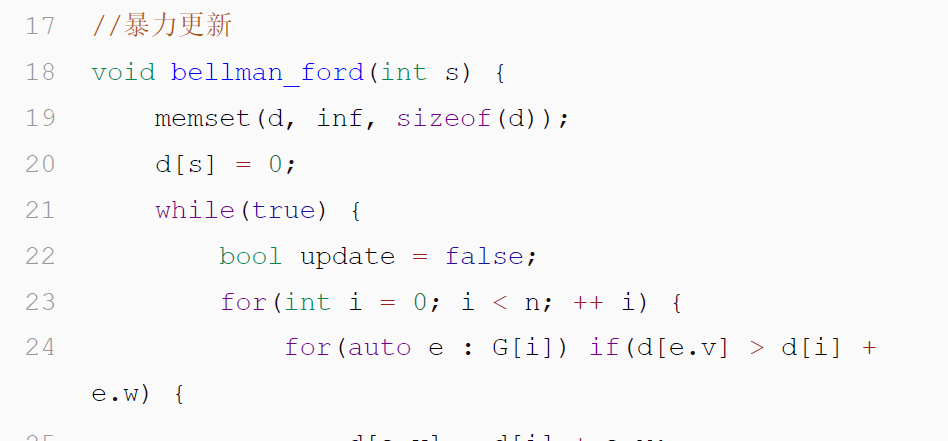 17 //暴力更新
18 void bellman_ford(int s) {
19     memset(d, inf, sizeof(d));
20     d[s] = 0;
21     while(true) {
22         bool update = false;
23         for(int i = 0; i < n; ++ i) {
24             for(auto e : G[i]) if(d[e.v] > d[i] +
e.w) {